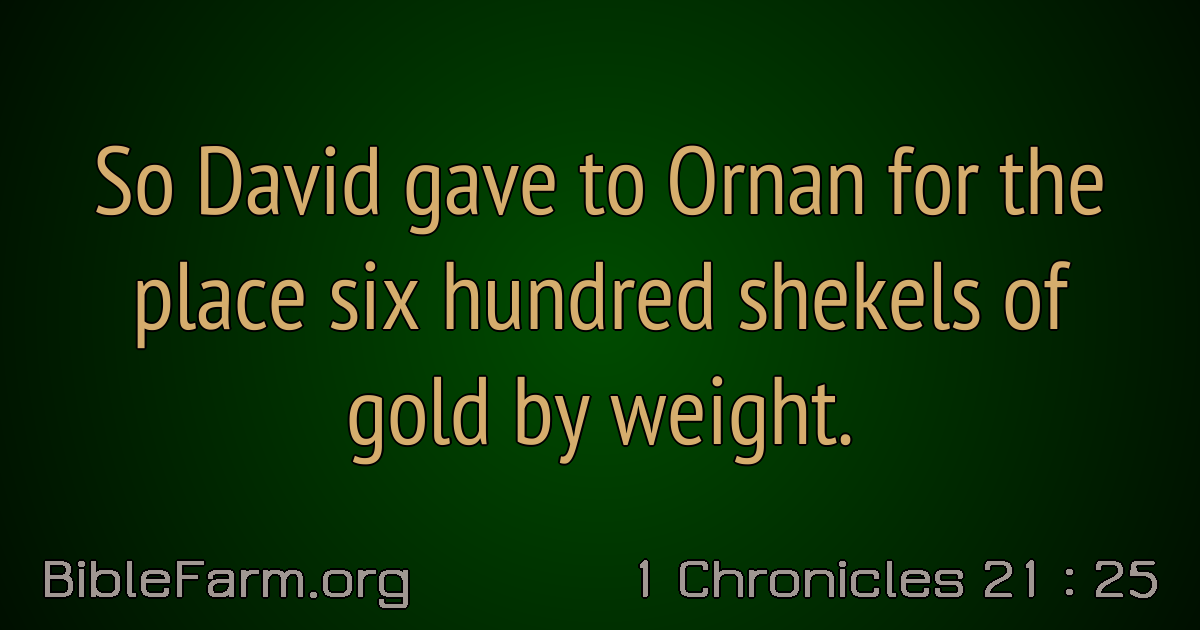 So David gave to Ornan for the
place six hundred shekels of
gold by weight.
BibleFarm.org
1 Chronicles 21 : 25